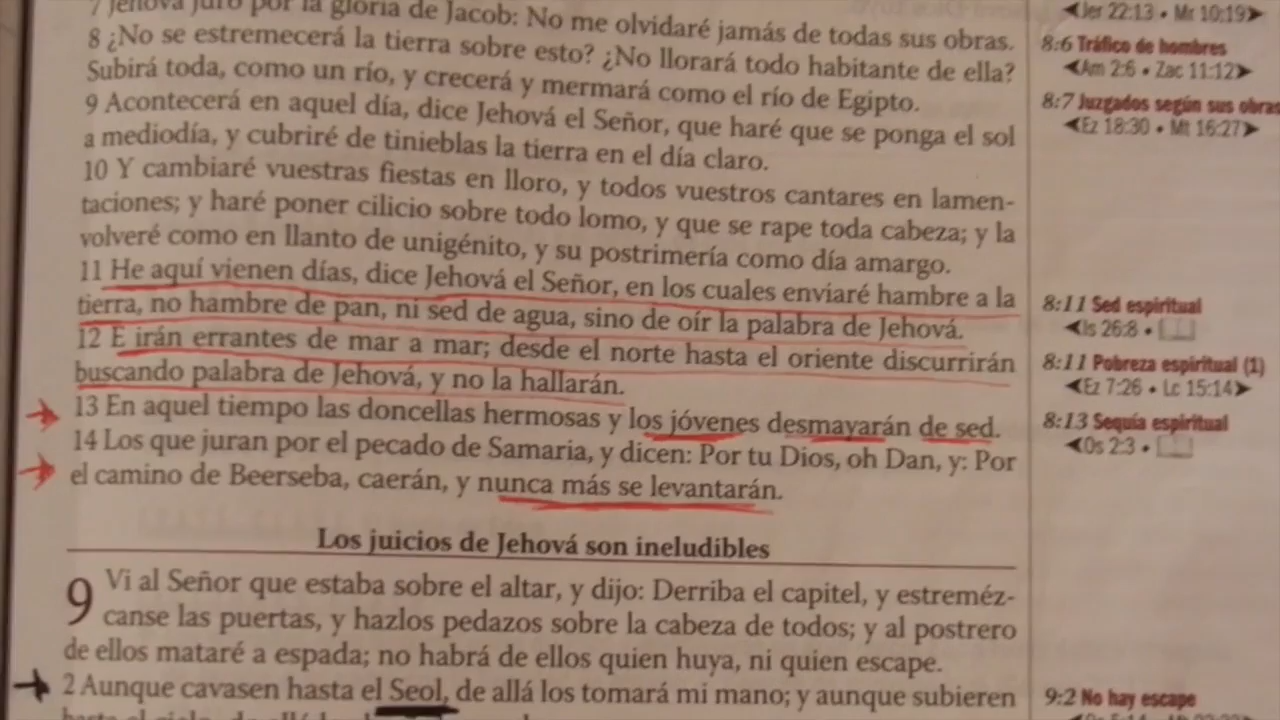 7 Jehová juró por la gloria de Jacob: No me olvidaré jamás de todas sus obras.
8 ¿No se estremecerá la tierra sobre esto? ¿No llorará todo habitante de ella?
Subirá toda, como un río, y crecerá y mermará como el río de Egipto.
9 Acontecerá en aquel día, dice Jehová el Señor, que haré que se ponga el sol
a mediodía, y cubriré de tinieblas la tierra en el día claro.
10 Y cambiaré vuestras fiestas en lloro, y todos vuestros cantares en lamen-
taciones; y haré poner cilicio sobre todo lomo, y que se rape toda cabeza; y la
volveré como en llanto de unigénito, y su postrimería como día amargo.
11 He aquí vienen días, dice Jehová el Señor, en los cuales enviaré hambre a la
tierra, no hambre de pan, ni sed de agua, sino de oír la palabra de Jehová.
12 E irán errantes de mar a mar; desde el norte hasta el oriente discurrirán
buscando palabra de Jehová, y no la hallarán.
13 En aquel tiempo las doncellas hermosas y los jóvenes desmayarán de sed.
14 Los que juran por el pecado de Samaria, y dicen: Por tu Dios, oh Dan, y: Por
el camino de Beerseba, caerán, y nunca más se levantarán.
Los juicios de Jehová son ineludibles
9 Vi al Señor que estaba sobre el altar, y dijo: Derriba el capitel, y estreméz-
canse las puertas, y hazlos pedazos sobre la cabeza de todos; y al postrero
de ellos mataré a espada; no habrá de ellos quien huya, ni quien escape.
2 Aunque cavasen hasta el Seol, de allá los tomará mi mano; y aunque subieren
Jer 22:13 • Mr 10:19
8:6 Tráfico de hombres
Am 2:6 • Zac 11:12
8:7 Juzgados según sus obras
Ez 18:30 • Mt 16:27
8:11 Sed espiritual
Is 26:8 •
8:11 Pobreza espiritual (1)
Ez 7:26 • Lc 15:14
8:13 Sequía espiritual
Os 2:3 •
9:2 No hay escape